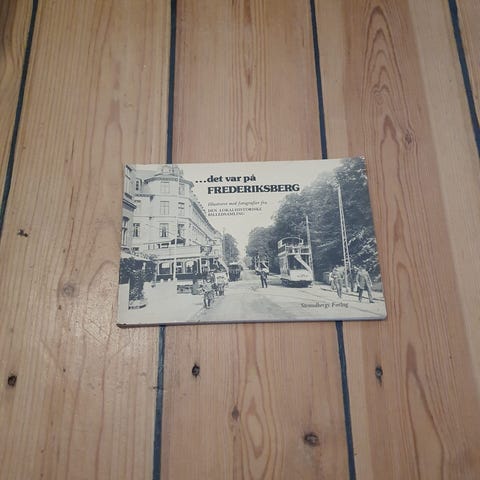 ...det var på
FREDERIKSBERG
Illustreret med fotografier fra
DEN LOKALHISTORISKE
BILLEDSAMLING
Strandbergs Forlag